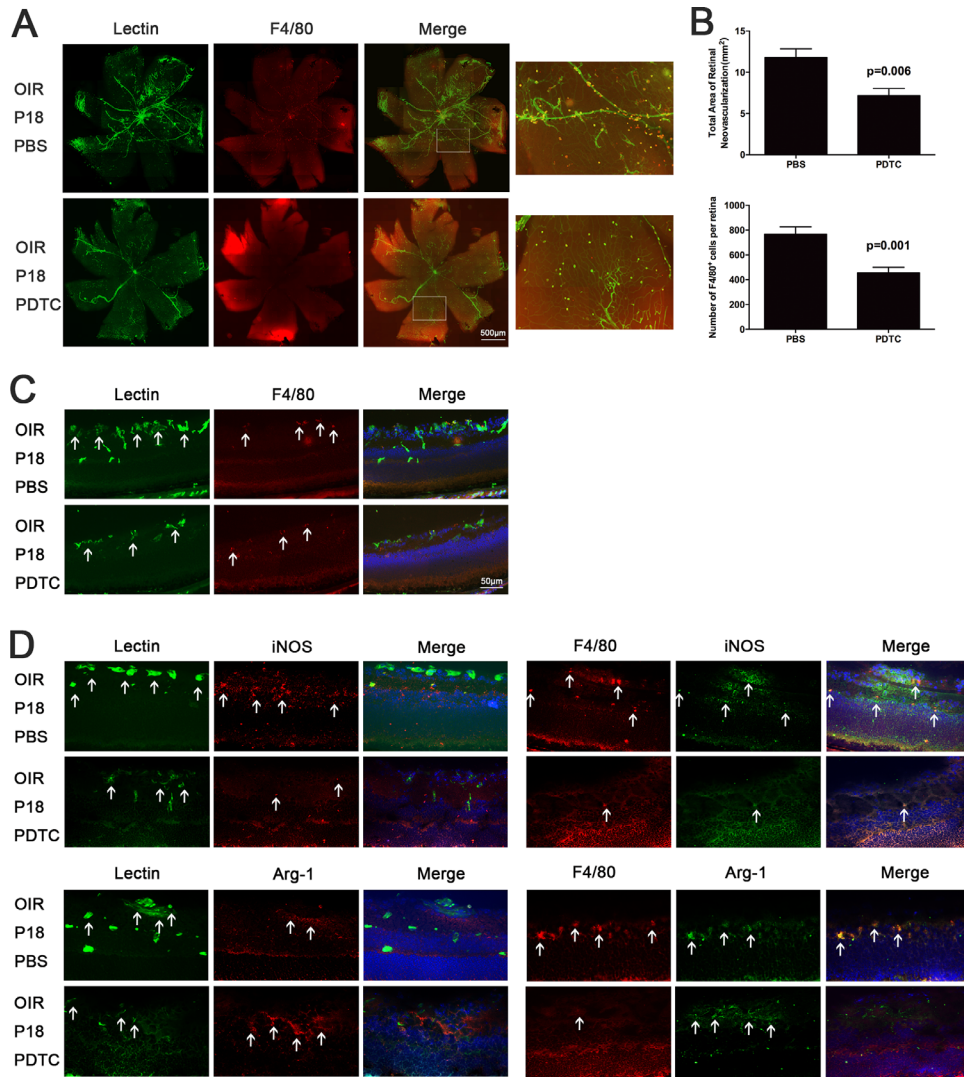 A
Lectin F4/80 Merge
OIR
P18
PBS
OIR
P18
PDTC
500μm
B
Total Area of Retinal
Neovascularization(mm²)
15
10
5
0
p=0.006
PBS PDTC
Number of F4/80⁺ cells per retina
1000
800
600
400
200
0
p=0.001
PBS PDTC
C
Lectin F4/80 Merge
OIR
P18
PBS
OIR
P18
PDTC
50μm
D
Lectin iNOS Merge F4/80 iNOS Merge
OIR
P18
PBS
OIR
P18
PDTC
Lectin Arg-1 Merge F4/80 Arg-1 Merge
OIR
P18
PBS
OIR
P18
PDTC